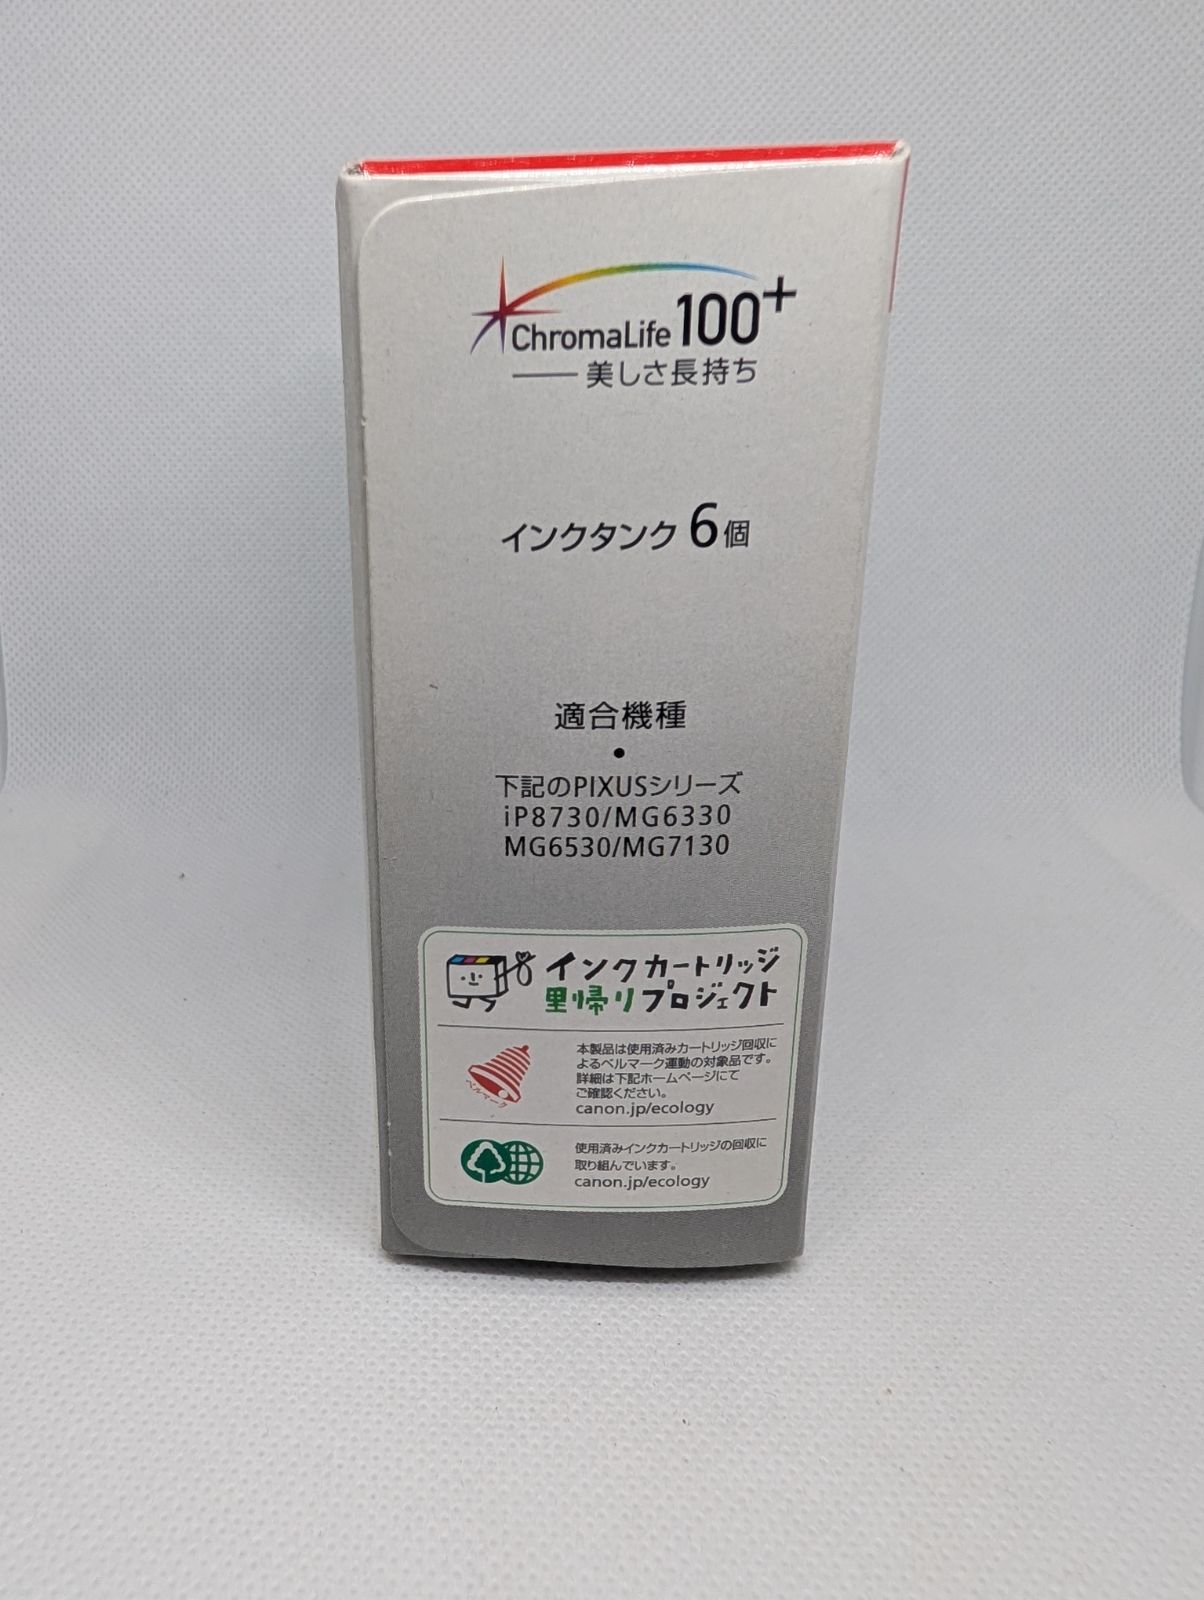 ChromaLife100+
美しさ長持ち
インクタンク 6個
適合機種
●
下記のPIXUSシリーズ
iP8730/MG6330
MG6530/MG7130
インクカートリッジ
里帰りプロジェクト
本製品は使用済みカートリッジ回収に
よるベルマーク運動の対象品です。
詳細は下記ホームページにて
ご確認ください。
canon.jp/ecology
ベルマーク
使用済みインクカートリッジの回収に
取り組んでいます。
canon.jp/ecology